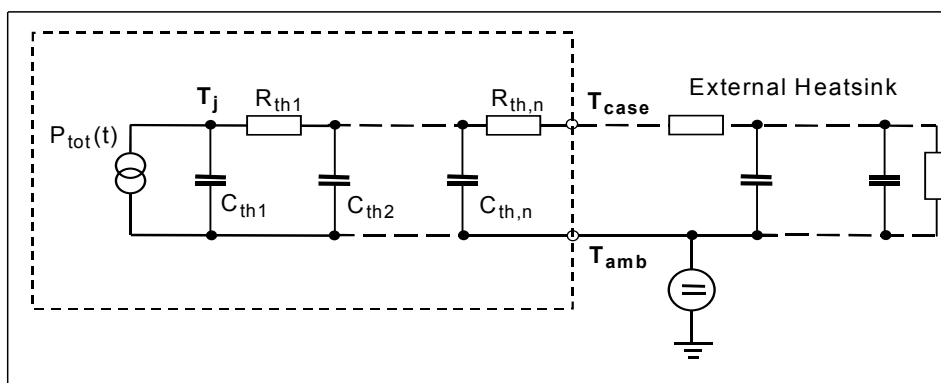 External Heatsink
T_j
R_th1
R_th,n
T_case
P_tot(t)
C_th1
C_th2
C_th,n
T_amb